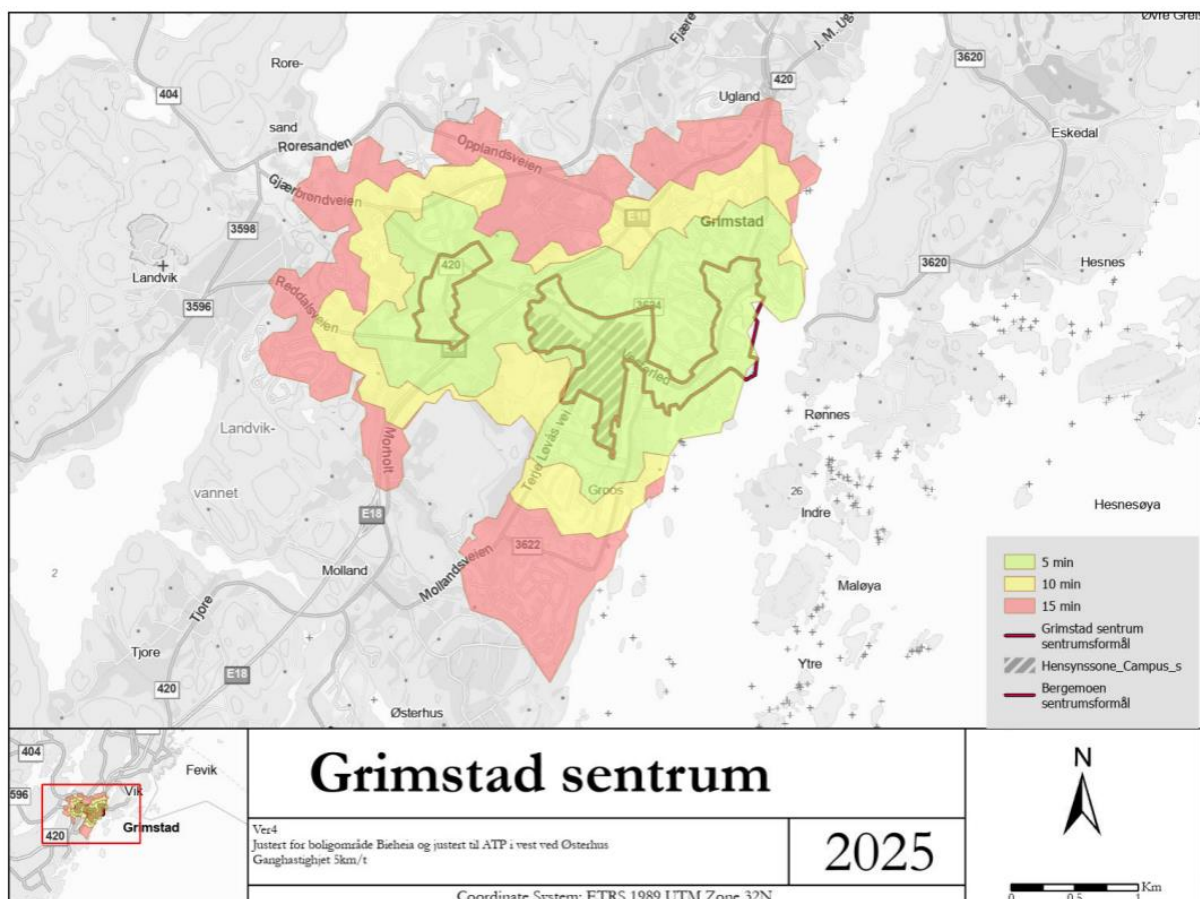 Øvre Grefs
Fjære
J. M. Ug
3620
Rore-
404
420
Ugland
Eskedal
sand
Roresanden
Opplandsveien
Gjærbrøndveien
E18
Grimstad
3598
3620
Hesnes
Landvik
420
3596
Reddalsveien
Vesterled
Rønnes
Landvik-
Morholt
Terje Løvås vei
vannet
Groos
26
Indre
Hesnesøya
E18
3622
2
Molland
Mollandsveien
Maløya
Tjore
Tjore
Ytre
E18
420
Østerhus
5 min
10 min
15 min
Grimstad sentrum
sentrumsformål
Hensynssone_Campus_s
Bergemoen
sentrumsformål
404
Fevik
596
Vik
Grimstad
420
Grimstad sentrum
Ver4
Justert for boligområde Bieheia og justert til ATP i vest ved Østerhus
Ganghastighjet 5km/t
2025
Coordinate System: ETRS 1989 UTM Zone 32N
N
Km
0 0,5 1